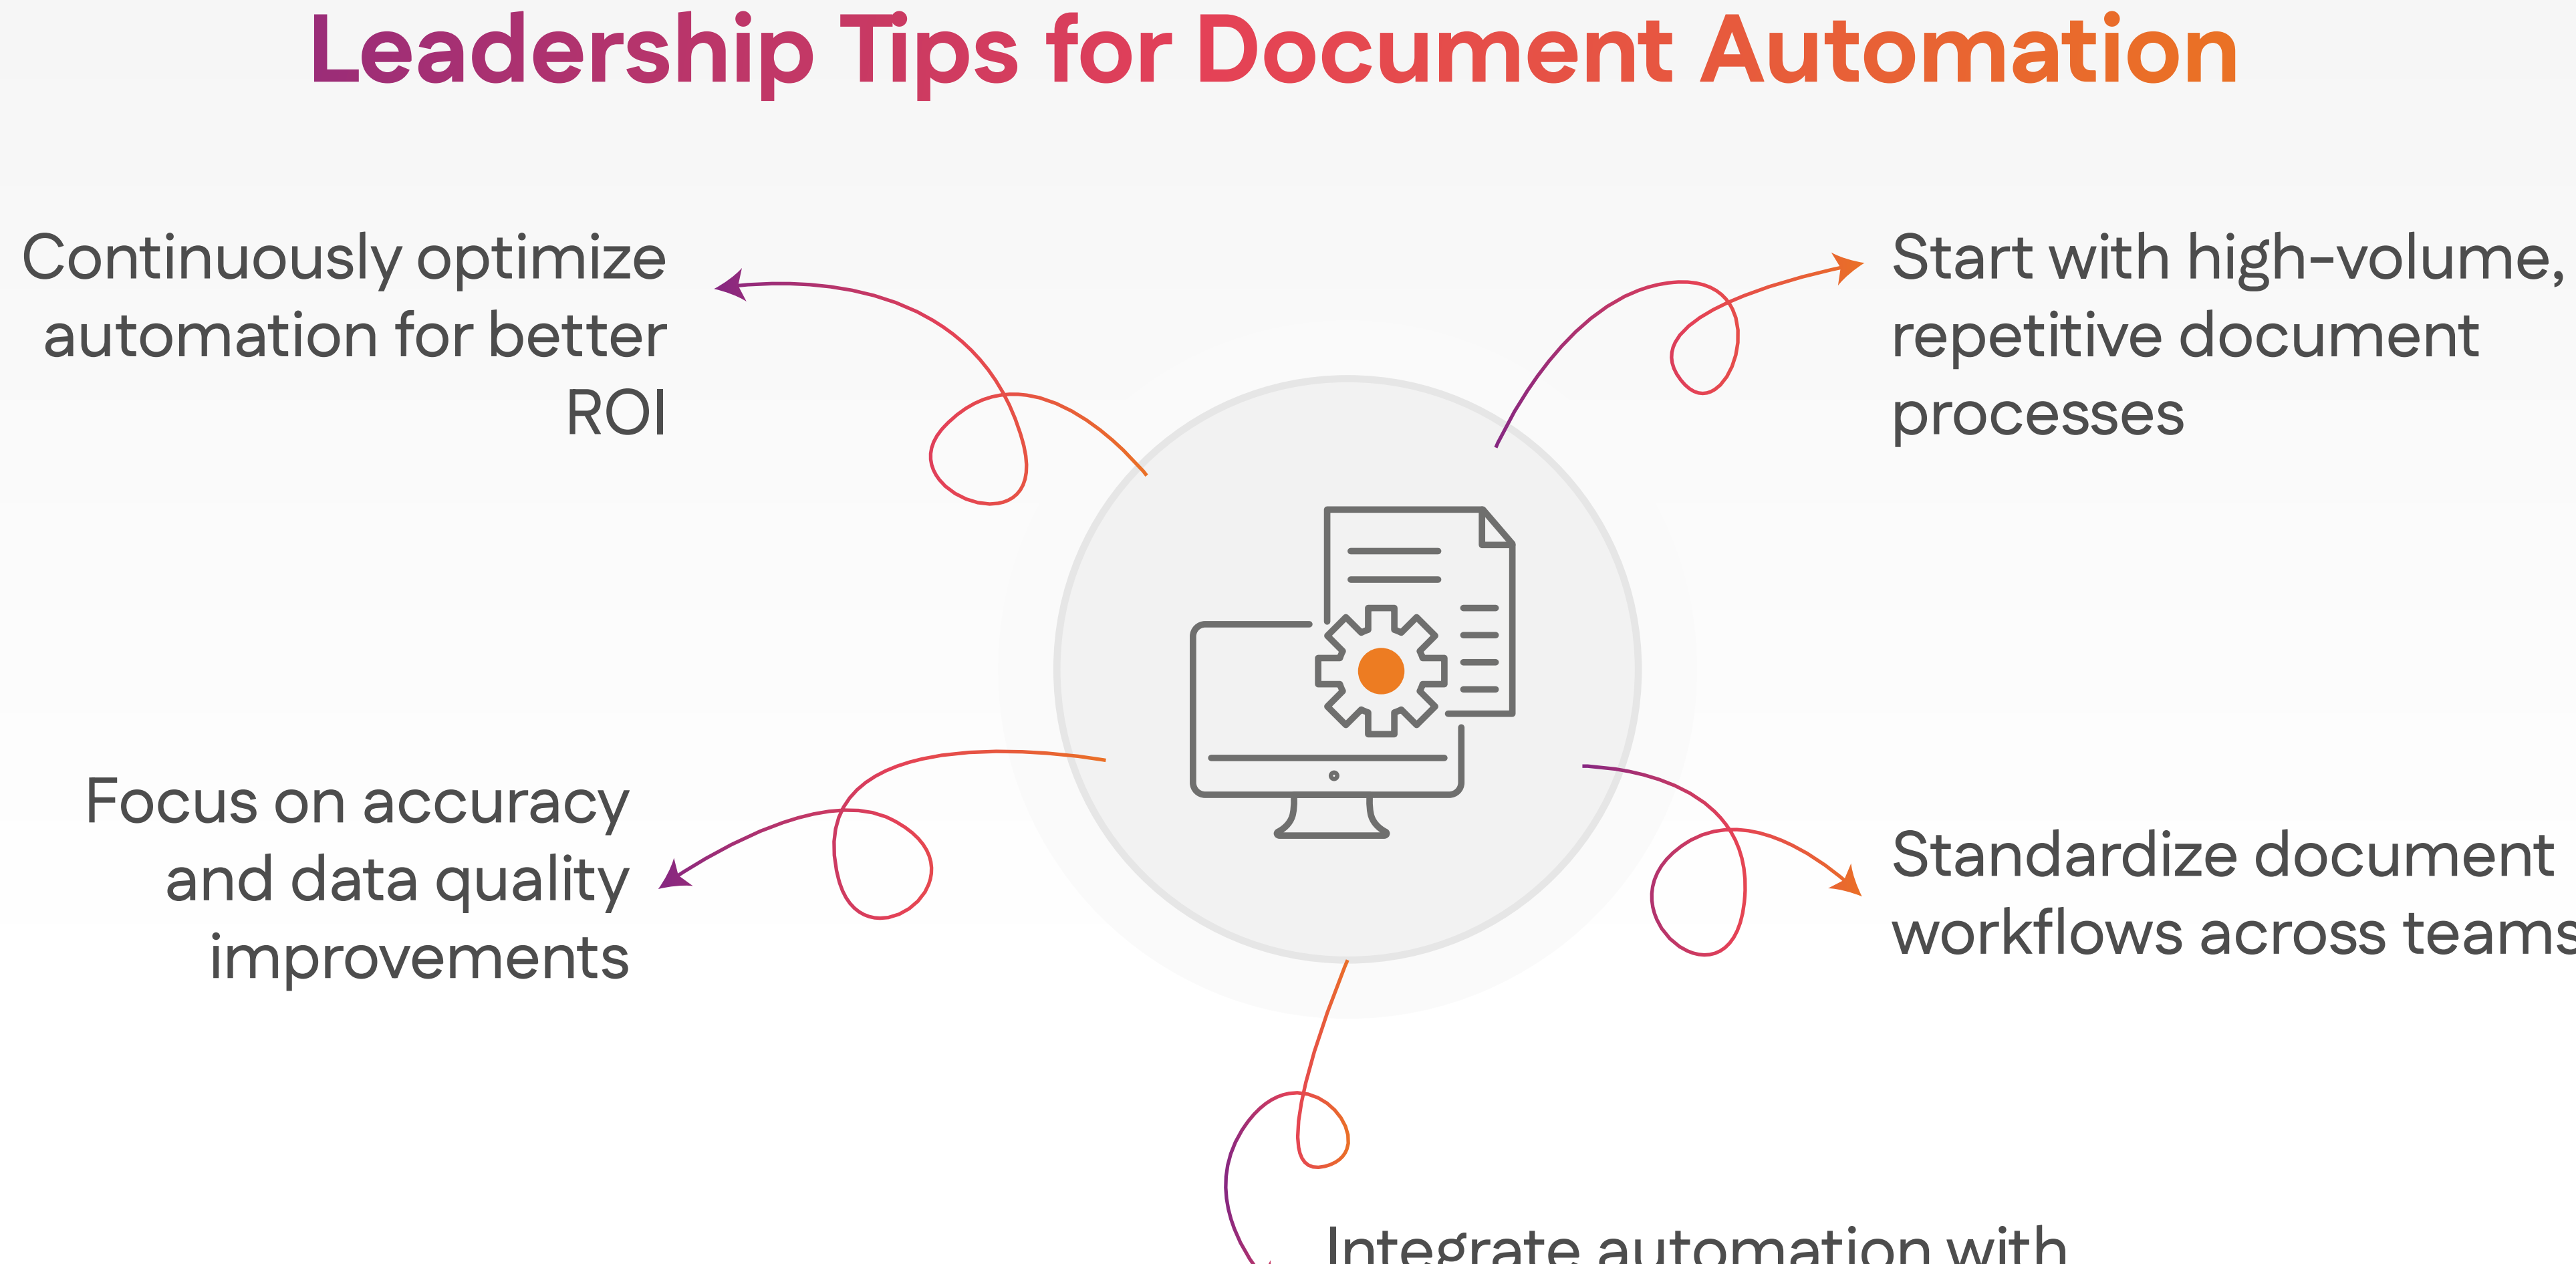 Leadership Tips for Document Automation
Continuously optimize
automation for better
ROI
Start with high-volume,
repetitive document
processes
Focus on accuracy
and data quality
improvements
Standardize document
workflows across teams
Integrate automation with